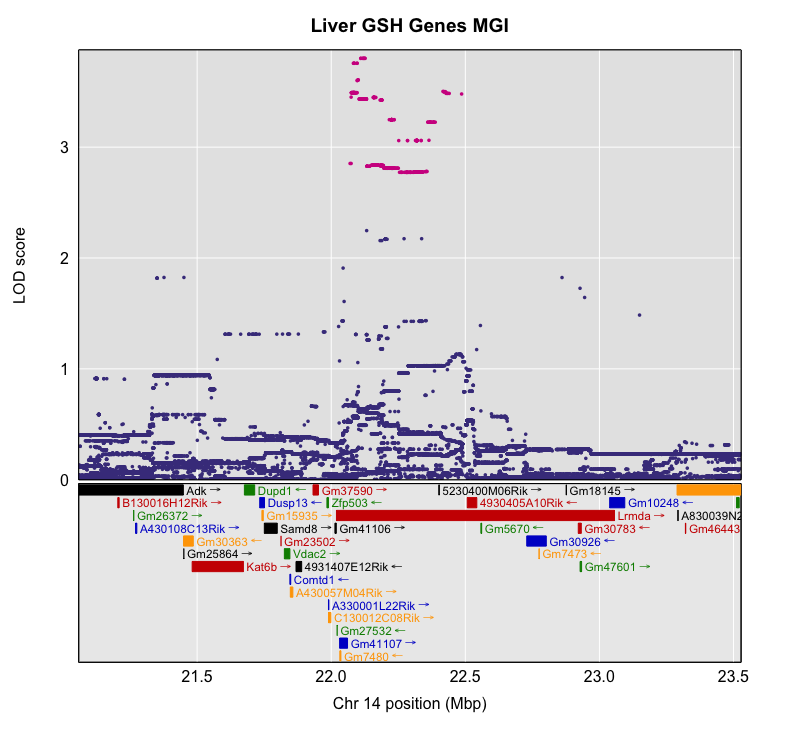 Liver GSH Genes MGI
3
2
1
0
LOD score
Adk → Dupd1 ← Gm37590 → 5230400M06Rik → Gm18145 →
B130016H12Rik → Dusp13 ← Zfp503 ← 4930405A10Rik ← Gm10248 ←
Gm26372 → Gm15935 → Lrmda → A830039N2
A430108C13Rik → Samd8 → Gm41106 → Gm5670 ← Gm30783 ← Gm46443
Gm30363 ← Gm23502 → Gm30926 ←
Gm25864 → Vdac2 → Gm7473 ←
Kat6b → 4931407E12Rik ← Gm47601 →
Comtd1 ←
A430057M04Rik →
A330001L22Rik →
C130012C08Rik →
Gm27532 ←
Gm41107 →
Gm7480 ←
21.5 22.0 22.5 23.0 23.5
Chr 14 position (Mbp)